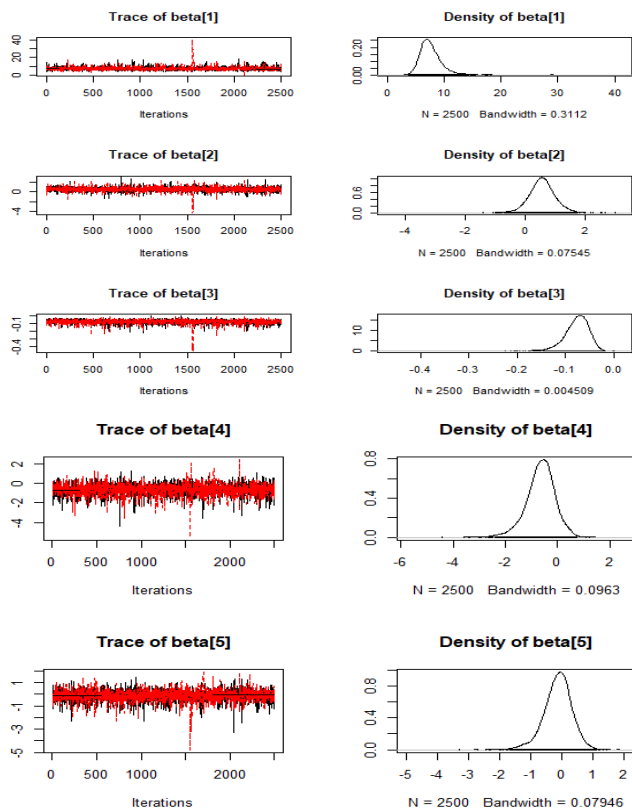 Trace of beta[1]
0 20 40
0 500 1000 1500 2000 2500
Iterations
Density of beta[1]
0.00 0.20
0 10 20 30 40
N = 2500 Bandwidth = 0.3112
Trace of beta[2]
-4 0
0 500 1000 1500 2000 2500
Iterations
Density of beta[2]
0.0 0.6
-4 -2 0 2
N = 2500 Bandwidth = 0.07545
Trace of beta[3]
-0.4 -0.1
0 500 1000 1500 2000 2500
Iterations
Density of beta[3]
0 10
-0.4 -0.3 -0.2 -0.1 0.0
N = 2500 Bandwidth = 0.004509
Trace of beta[4]
-4 -2 0 2
0 500 1000 2000
Iterations
Density of beta[4]
0.0 0.4 0.8
-6 -4 -2 0 2
N = 2500 Bandwidth = 0.0963
Trace of beta[5]
-5 -3 -1 1
0 500 1000 2000
Iterations
Density of beta[5]
0.0 0.4 0.8
-5 -4 -3 -2 -1 0 1 2
N = 2500 Bandwidth = 0.07946